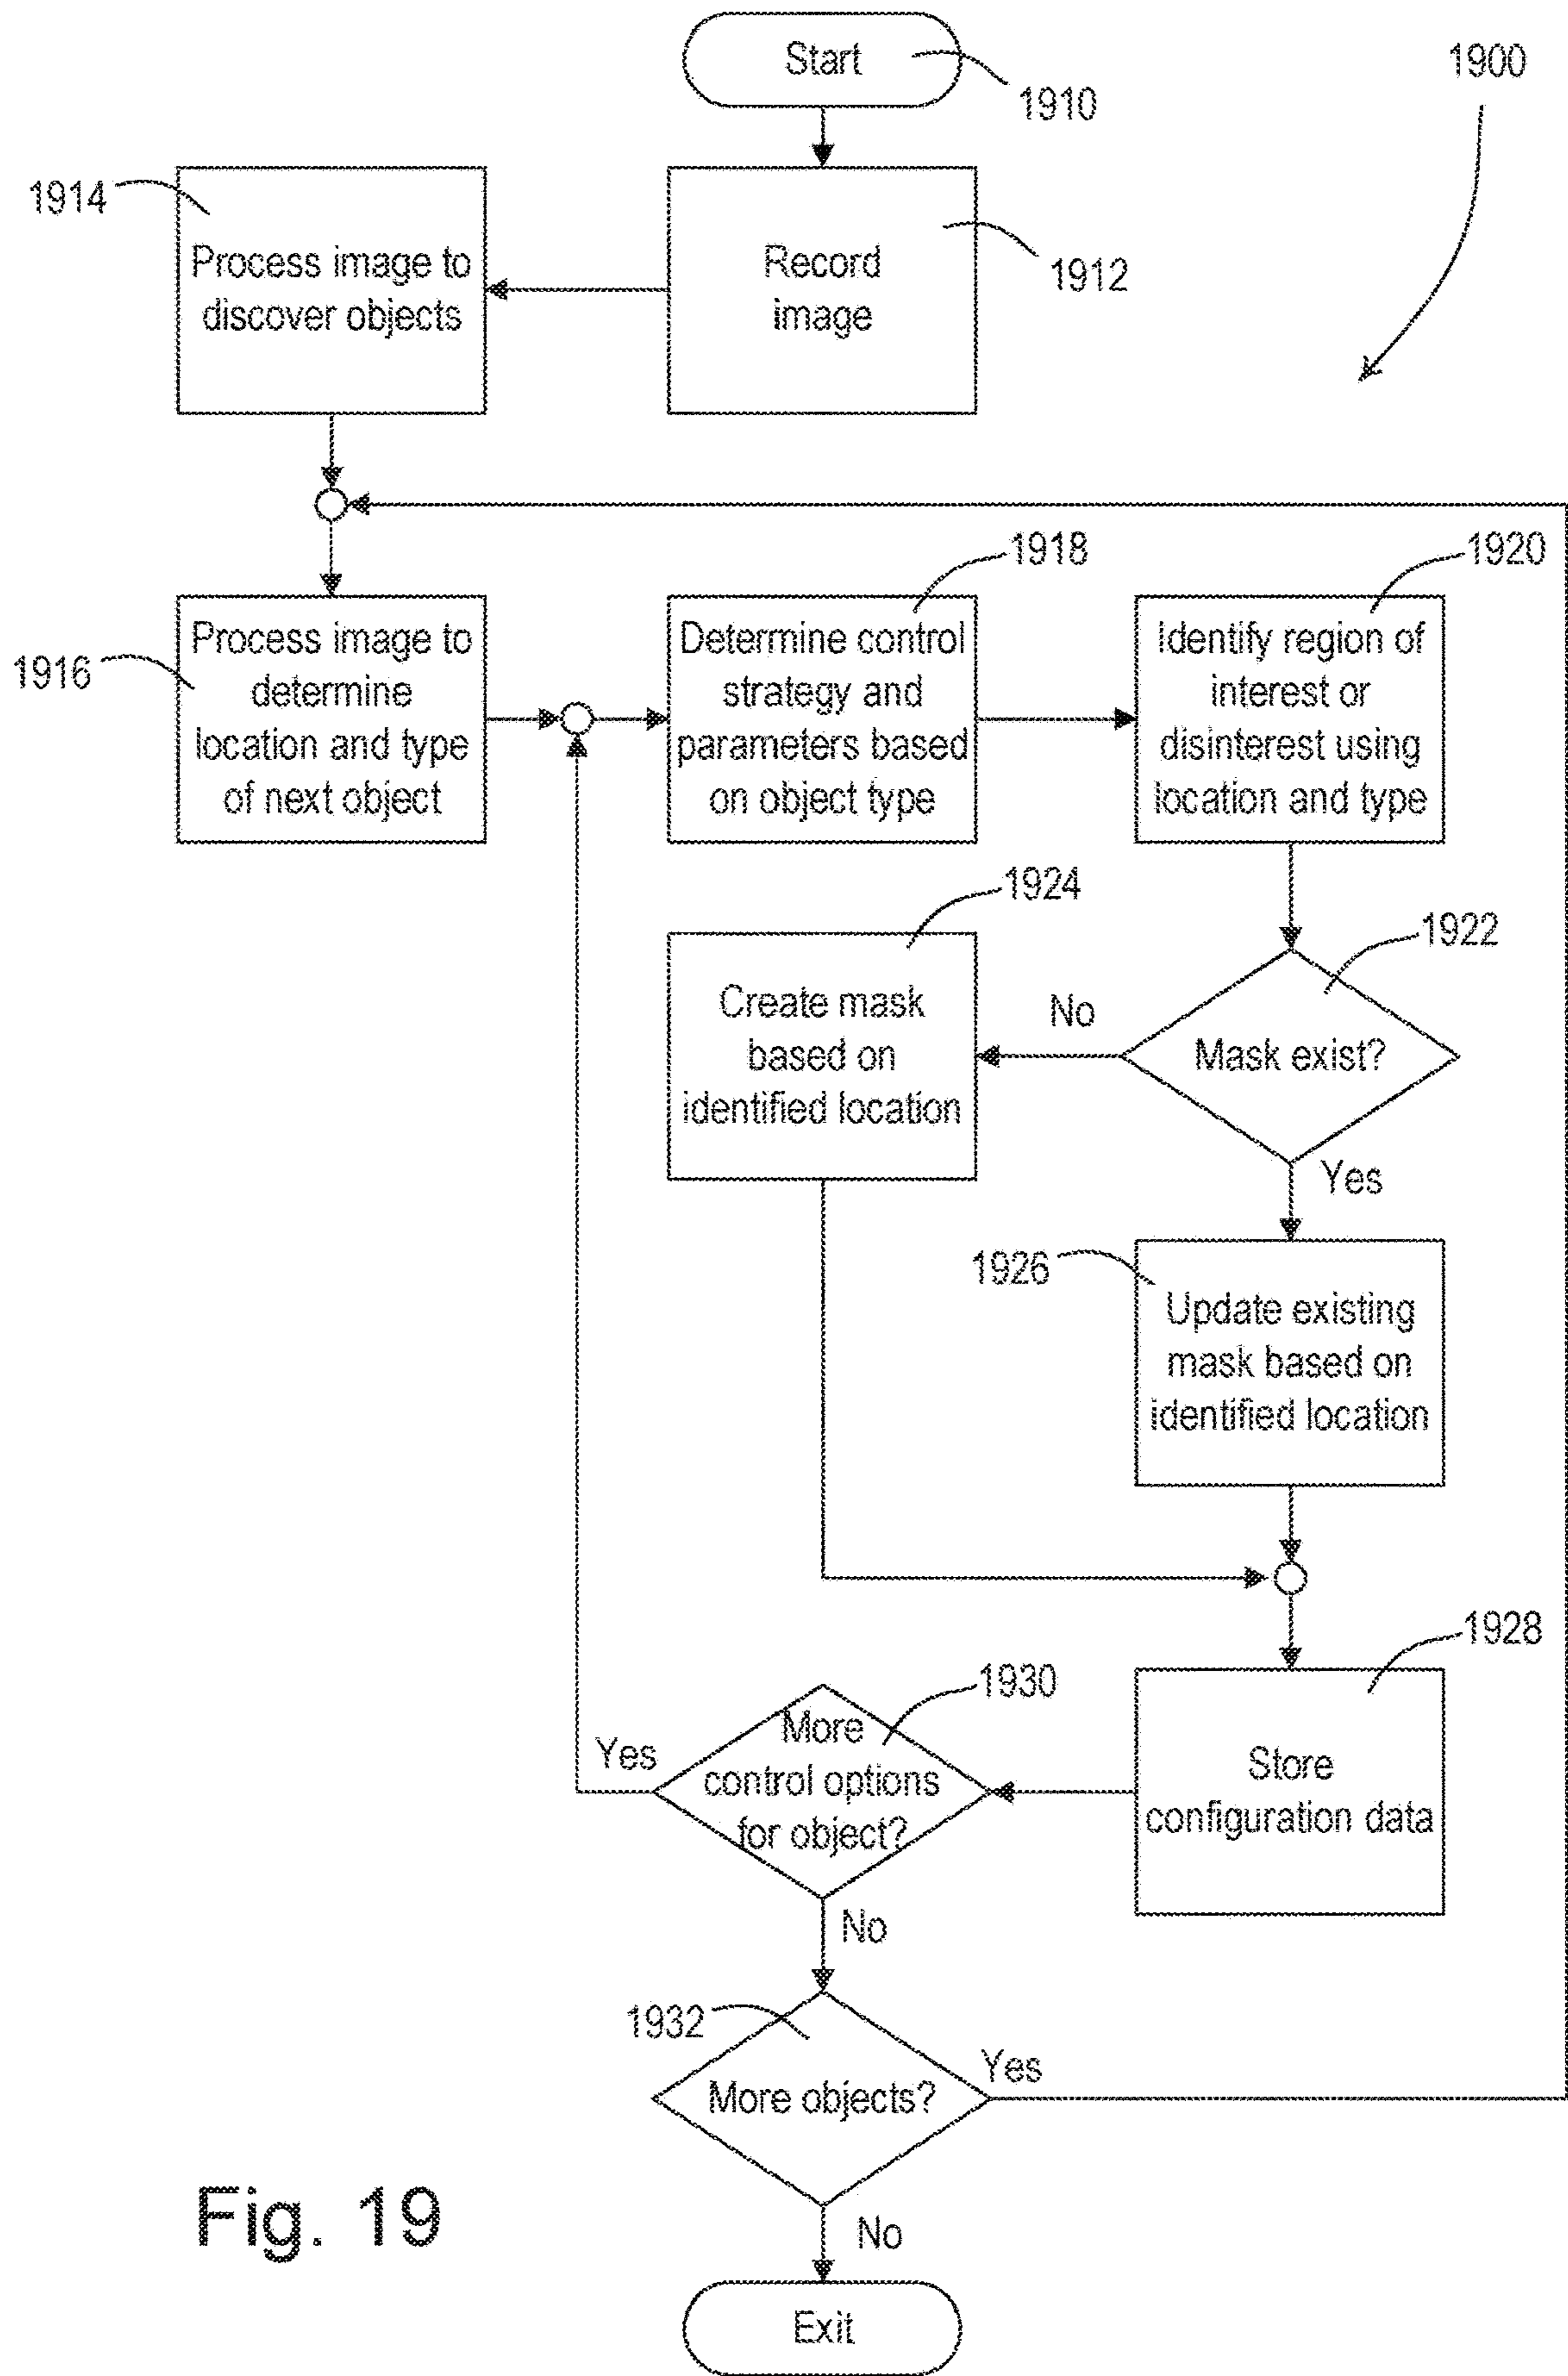 Start
1910
1900
1914
Process image to
discover objects
Record
image
1912
1918
1920
1916
Process image to
determine
location and type
of next object
Determine control
strategy and
parameters based
on object type
Identify region of
interest or
disinterest using
location and type
1924
1922
Create mask
based on
identified location
No
Mask exist?
Yes
1926
Update existing
mask based on
identified location
1928
1930
Yes
More
control options
for object?
Store
configuration data
No
1932
More objects?
Yes
No
Fig. 19
Exit